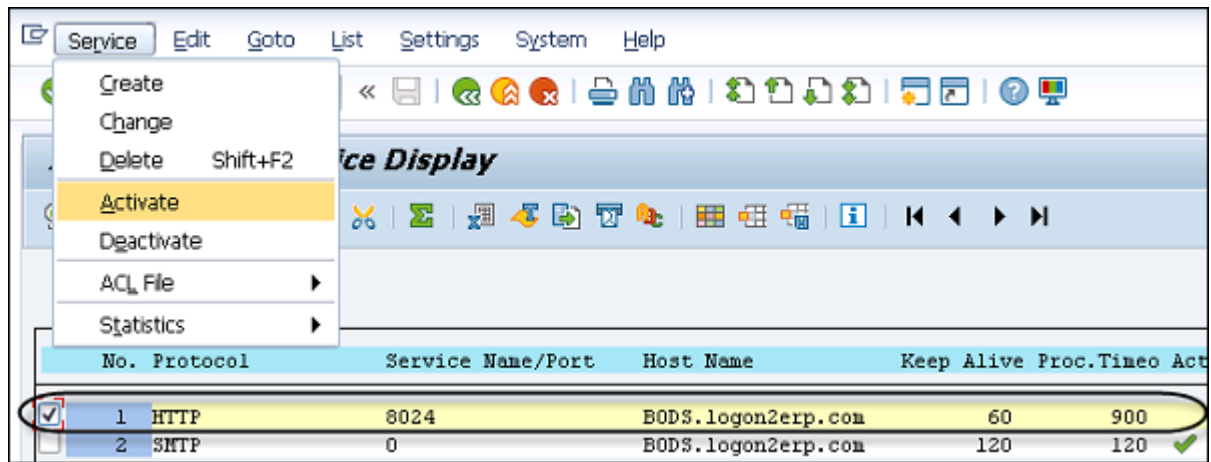 Service Edit Goto List Settings System Help
Create
Change
Delete Shift+F2
ice Display
Activate
Deactivate
ACL File
Statistics
No. Protocol Service Name/Port Host Name Keep Alive Proc.Timeo Act
1 HTTP 8024 BODS.logon2erp.com 60 900
2 SMTP 0 BODS.logon2erp.com 120 120